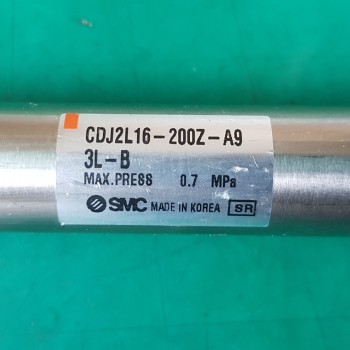 CDJ2L16-200Z-A9
3L-B
MAX.PRESS 0.7 MPa
SMC MADE IN KOREA SR